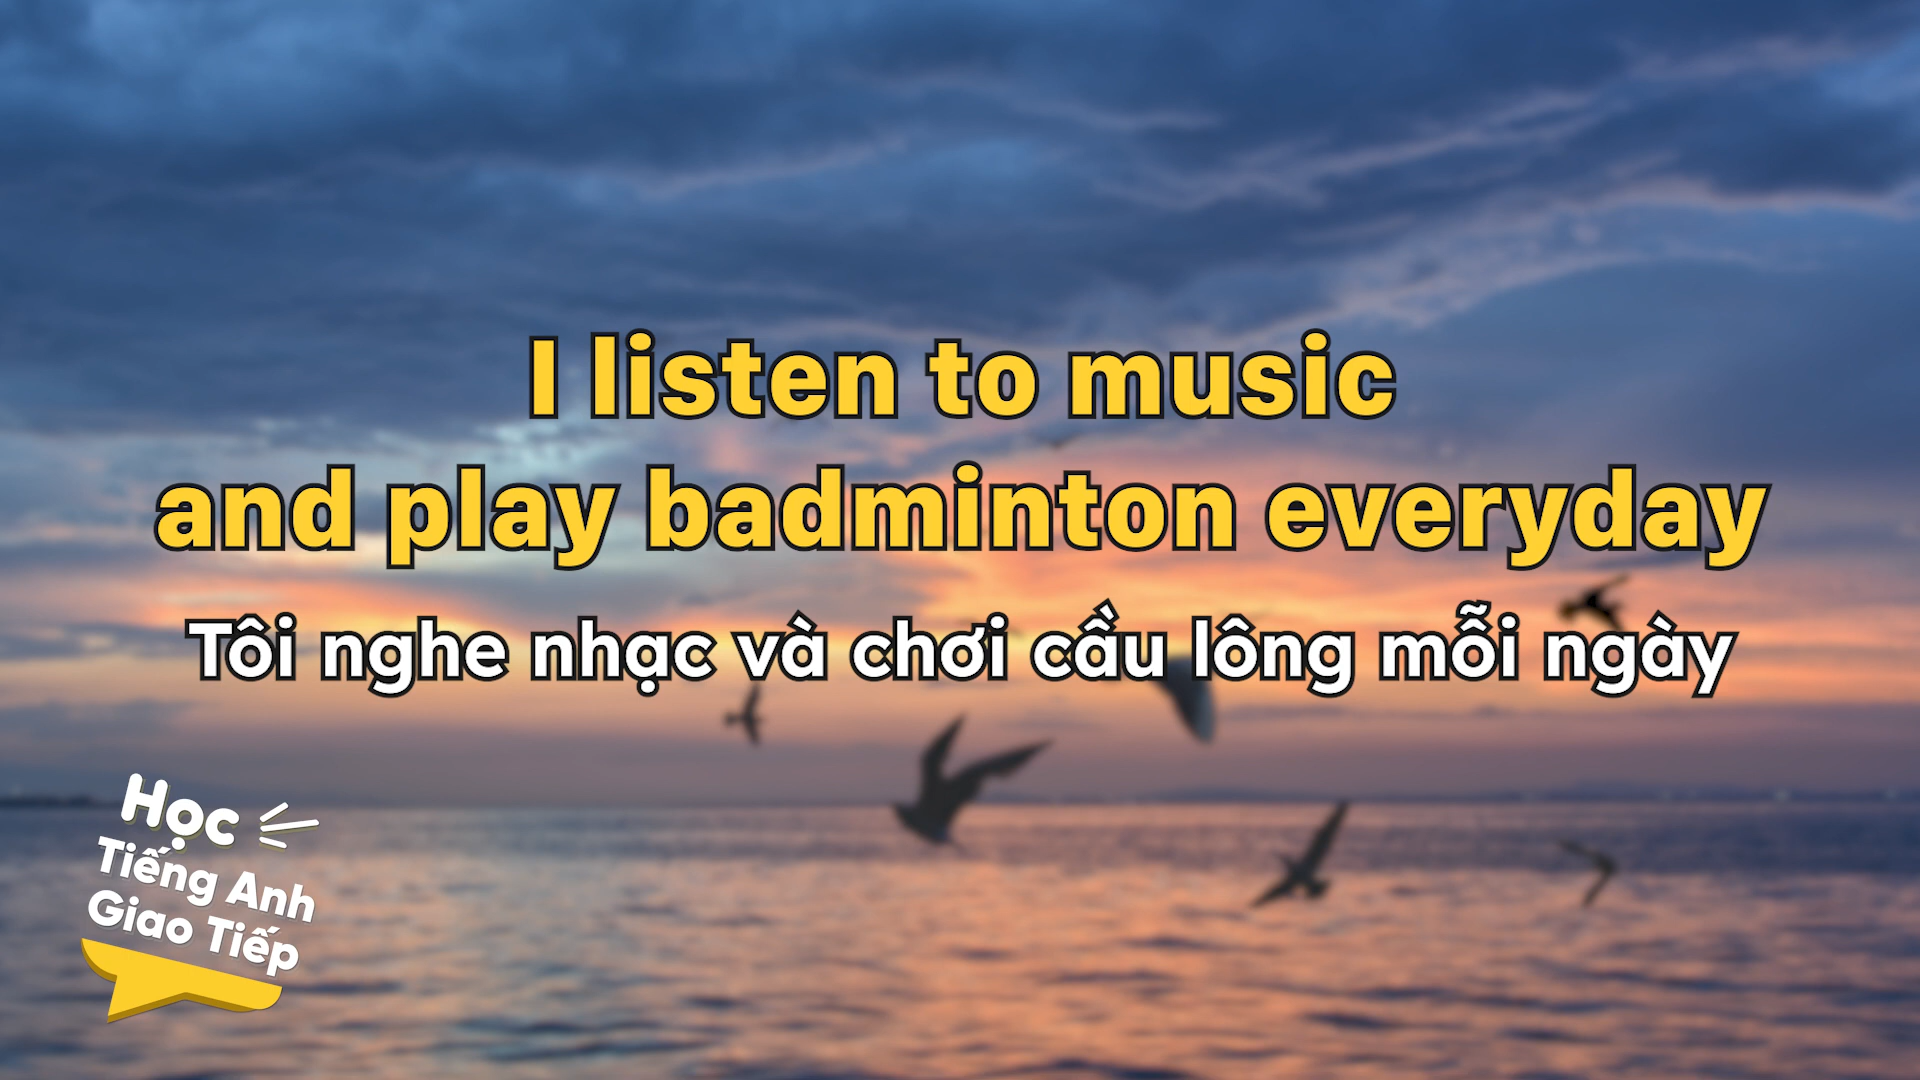 I listen to music
and play badminton everyday
Tôi nghe nhạc và chơi cầu lông mỗi ngày
Học
Tiếng Anh
Giao Tiếp